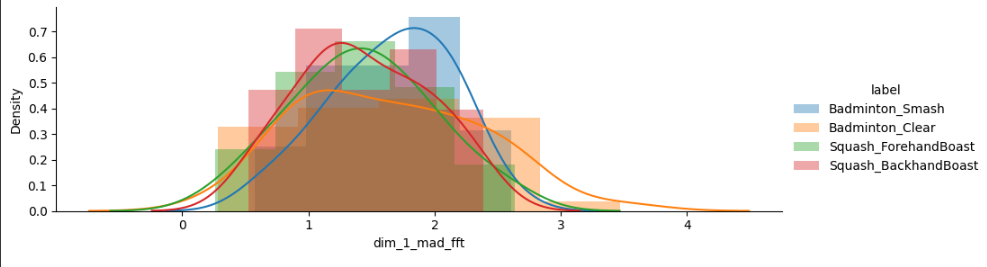 0.7
0.6
0.5
0.4
0.3
0.2
0.1
0.0
Density
0 1 2 3 4
dim_1_mad_fft
label
Badminton_Smash
Badminton_Clear
Squash_ForehandBoast
Squash_BackhandBoast